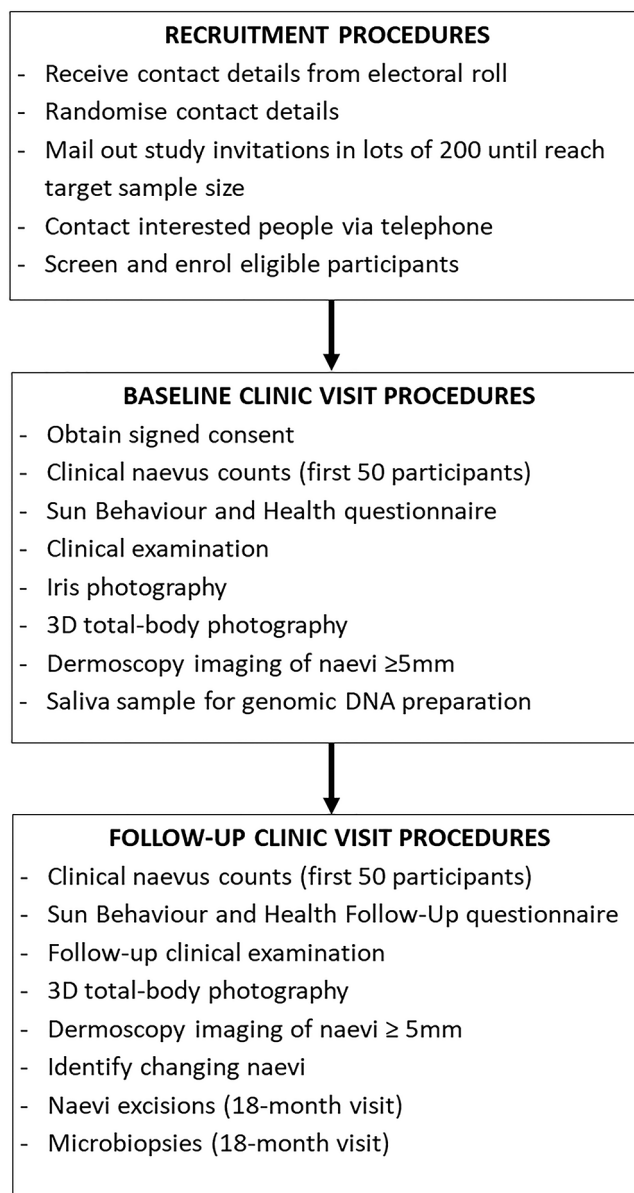 RECRUITMENT PROCEDURES
- Receive contact details from electoral roll
- Randomise contact details
- Mail out study invitations in lots of 200 until reach
target sample size
- Contact interested people via telephone
- Screen and enrol eligible participants
BASELINE CLINIC VISIT PROCEDURES
- Obtain signed consent
- Clinical naevus counts (first 50 participants)
- Sun Behaviour and Health questionnaire
- Clinical examination
- Iris photography
- 3D total-body photography
- Dermoscopy imaging of naevi ≥5mm
- Saliva sample for genomic DNA preparation
FOLLOW-UP CLINIC VISIT PROCEDURES
- Clinical naevus counts (first 50 participants)
- Sun Behaviour and Health Follow-Up questionnaire
- Follow-up clinical examination
- 3D total-body photography
- Dermoscopy imaging of naevi ≥ 5mm
- Identify changing naevi
- Naevi excisions (18-month visit)
- Microbiopsies (18-month visit)